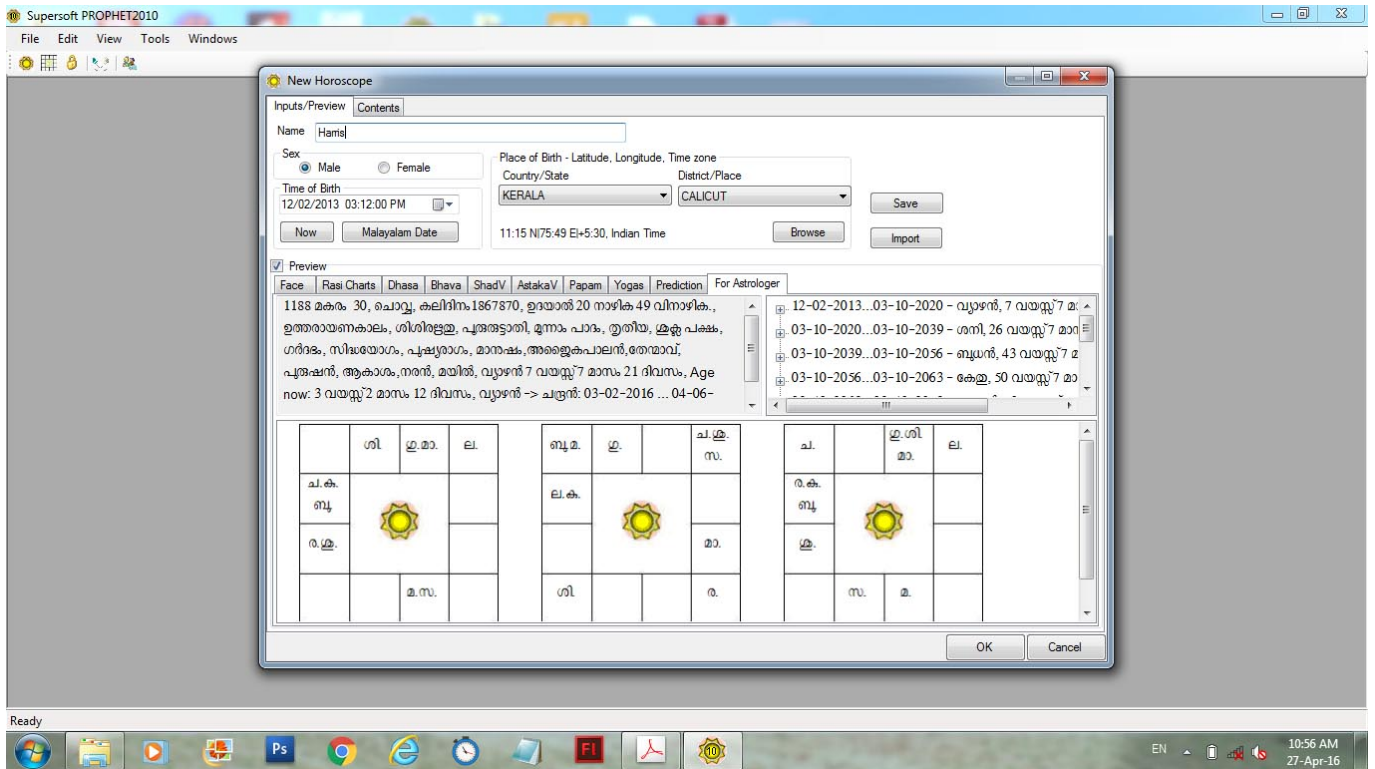 Supersoft PROPHET2010
File Edit View Tools Windows
New Horoscope
Inputs/Preview Contents
Name Harris
Sex
Male Female
Time of Birth
12/02/2013 03:12:00 PM
Now Malayalam Date
Place of Birth - Latitude, Longitude, Time zone
Country/State District/Place
KERALA CALICUT
11:15 N|75:49 E|+5:30, Indian Time Browse
Save
Import
Preview
Face Rasi Charts Dhasa Bhava ShadV AstakaV Papam Yogas Prediction For Astrologer
1188 മകരം 30, ചൊവ്വ, കലിദിനം1867870, ഉദയാൽ 20 നാഴിക 49 വിനാഴിക.,
ഉത്തരായണകാലം, ശിശിരഋതു, പൂരുരുട്ടാതി, മൂന്നാം പാദം, തൃതീയ, ശുക്ല പക്ഷം,
ഗർദഭം, സിദ്ധയോഗം, പുഷ്യരാഗം, മാനുഷം,അജൈകപാലൻ,തേന്മാവ്,
പുരുഷൻ, ആകാശം,നരൻ, മയിൽ, വ്യാഴൻ 7 വയസ്സ് 7 മാസം 21 ദിവസം, Age
now: 3 വയസ്സ് 2 മാസം 12 ദിവസം, വ്യാഴൻ -> ചന്ദ്രൻ: 03-02-2016 ... 04-06-
12-02-2013...03-10-2020 - വ്യാഴൻ, 7 വയസ്സ് 7 മാ
03-10-2020...03-10-2039 - ശനി, 26 വയസ്സ് 7 മാ
03-10-2039...03-10-2056 - ബുധൻ, 43 വയസ്സ് 7
03-10-2056...03-10-2063 - കേതു, 50 വയസ്സ് 7 മാ
ശി ഗു.മാ. ല.
ച.കു.
ബു
ര.ശു.
മ.സ.
ബു.മ. ഗു. ച.ശു.
സ.
ല.കു.
മാ.
ശി ര.
ച. ഗു.ശി
മാ. ല.
ര.കു.
ബു
ശു.
സ. മ.
OK Cancel
Ready
Ps Fl 10
EN 10:56 AM
27-Apr-16